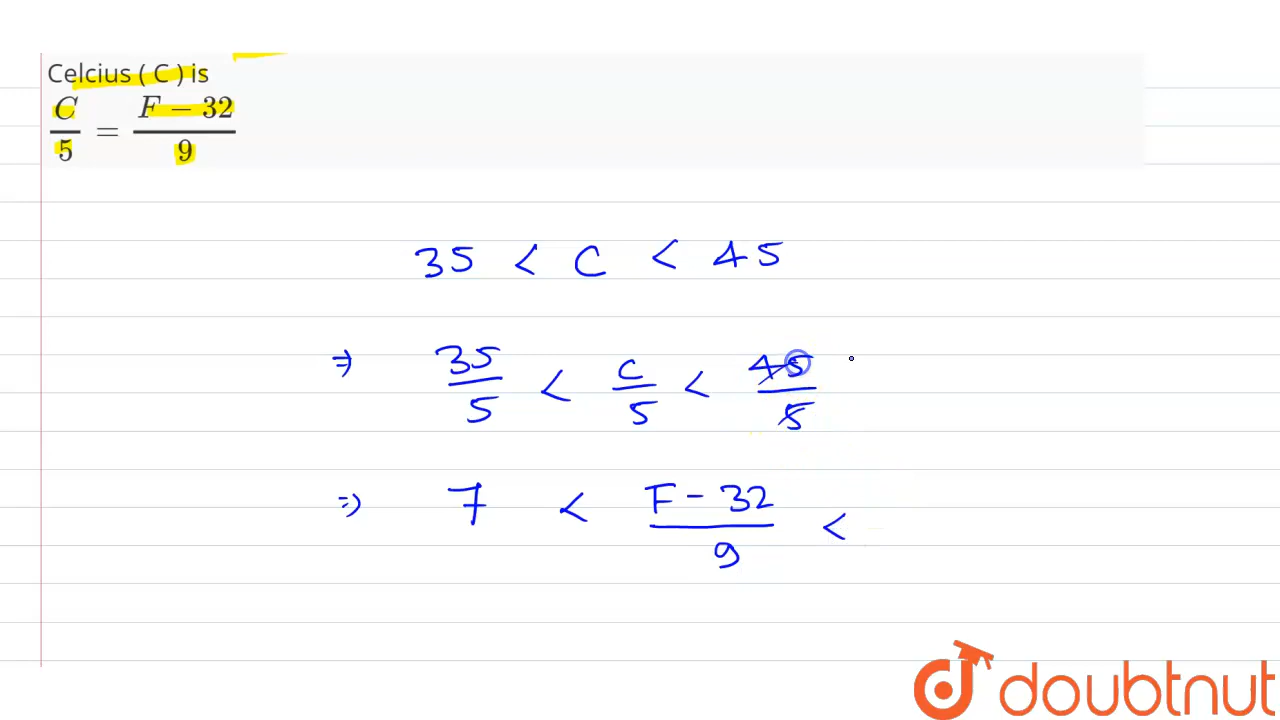 Celcius ( C ) is
C/5 = F − 32/9
35 < C < 45
⇒ 35/5 < C/5 < 45/5
⇒ 7 < F − 32/9 <
doubtnut